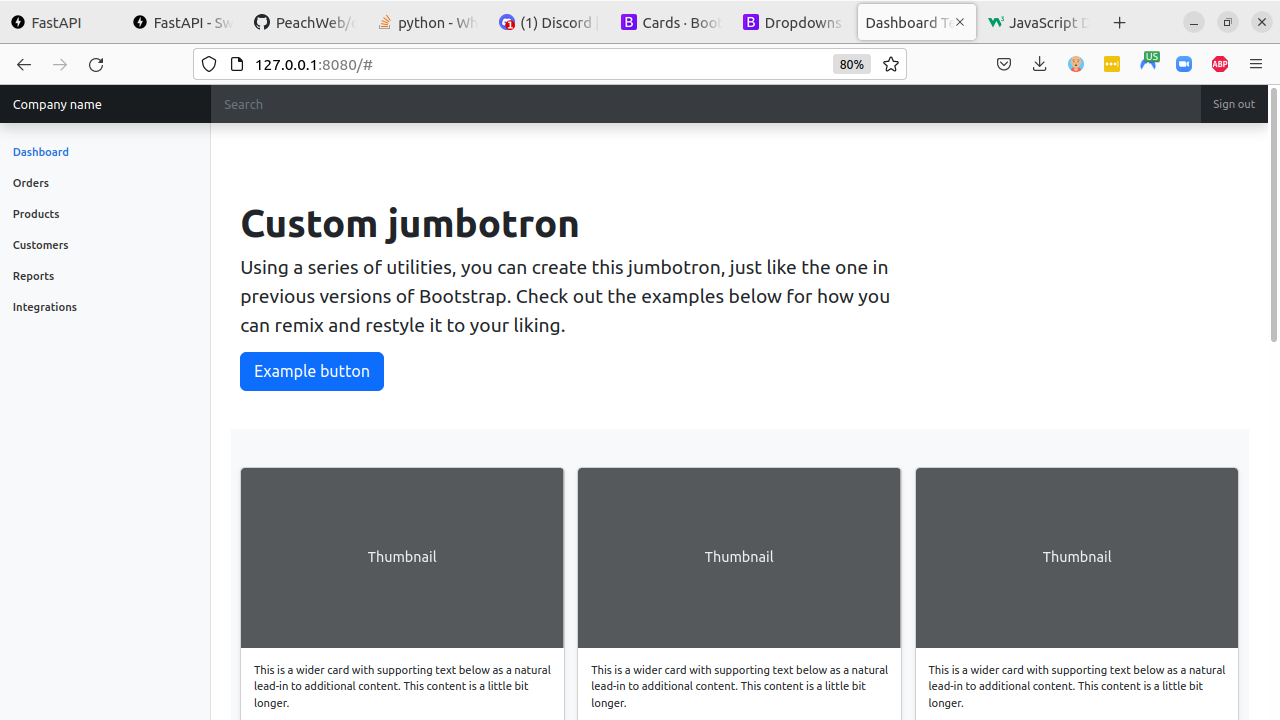 FastAPI
FastAPI - Sw
PeachWeb/c
python - Wh
(1) Discord |
Cards · Boot
Dropdowns
Dashboard Te
JavaScript D
127.0.0.1:8080/#
80%
US
ABP
Company name
Search
Sign out
Dashboard
Orders
Products
Customers
Reports
Integrations
Custom jumbotron
Using a series of utilities, you can create this jumbotron, just like the one in
previous versions of Bootstrap. Check out the examples below for how you
can remix and restyle it to your liking.
Example button
Thumbnail
Thumbnail
Thumbnail
This is a wider card with supporting text below as a natural
lead-in to additional content. This content is a little bit
longer.
This is a wider card with supporting text below as a natural
lead-in to additional content. This content is a little bit
longer.
This is a wider card with supporting text below as a natural
lead-in to additional content. This content is a little bit
longer.